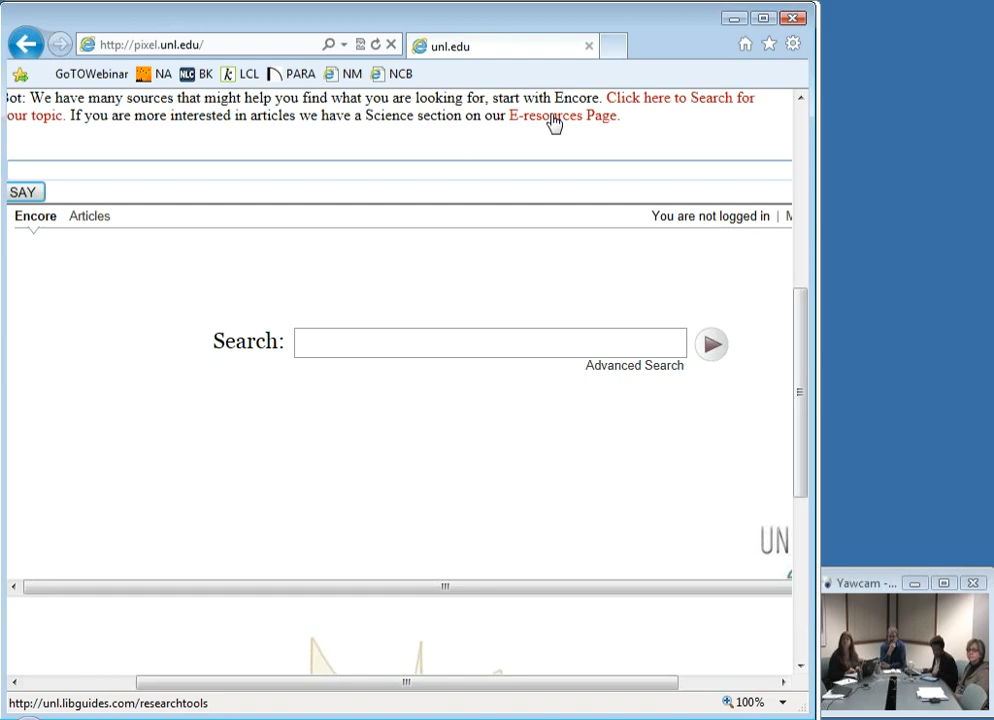 http://pixel.unl.edu/
unl.edu
GoTOWebinar NA NLC BK k LCL PARA NM NCB
Bot: We have many sources that might help you find what you are looking for, start with Encore. Click here to Search for
our topic. If you are more interested in articles we have a Science section on our E-resources Page.
SAY
Encore Articles You are not logged in | M
Search:
Advanced Search
UN
http://unl.libguides.com/researchtools
100%
Yawcam -...